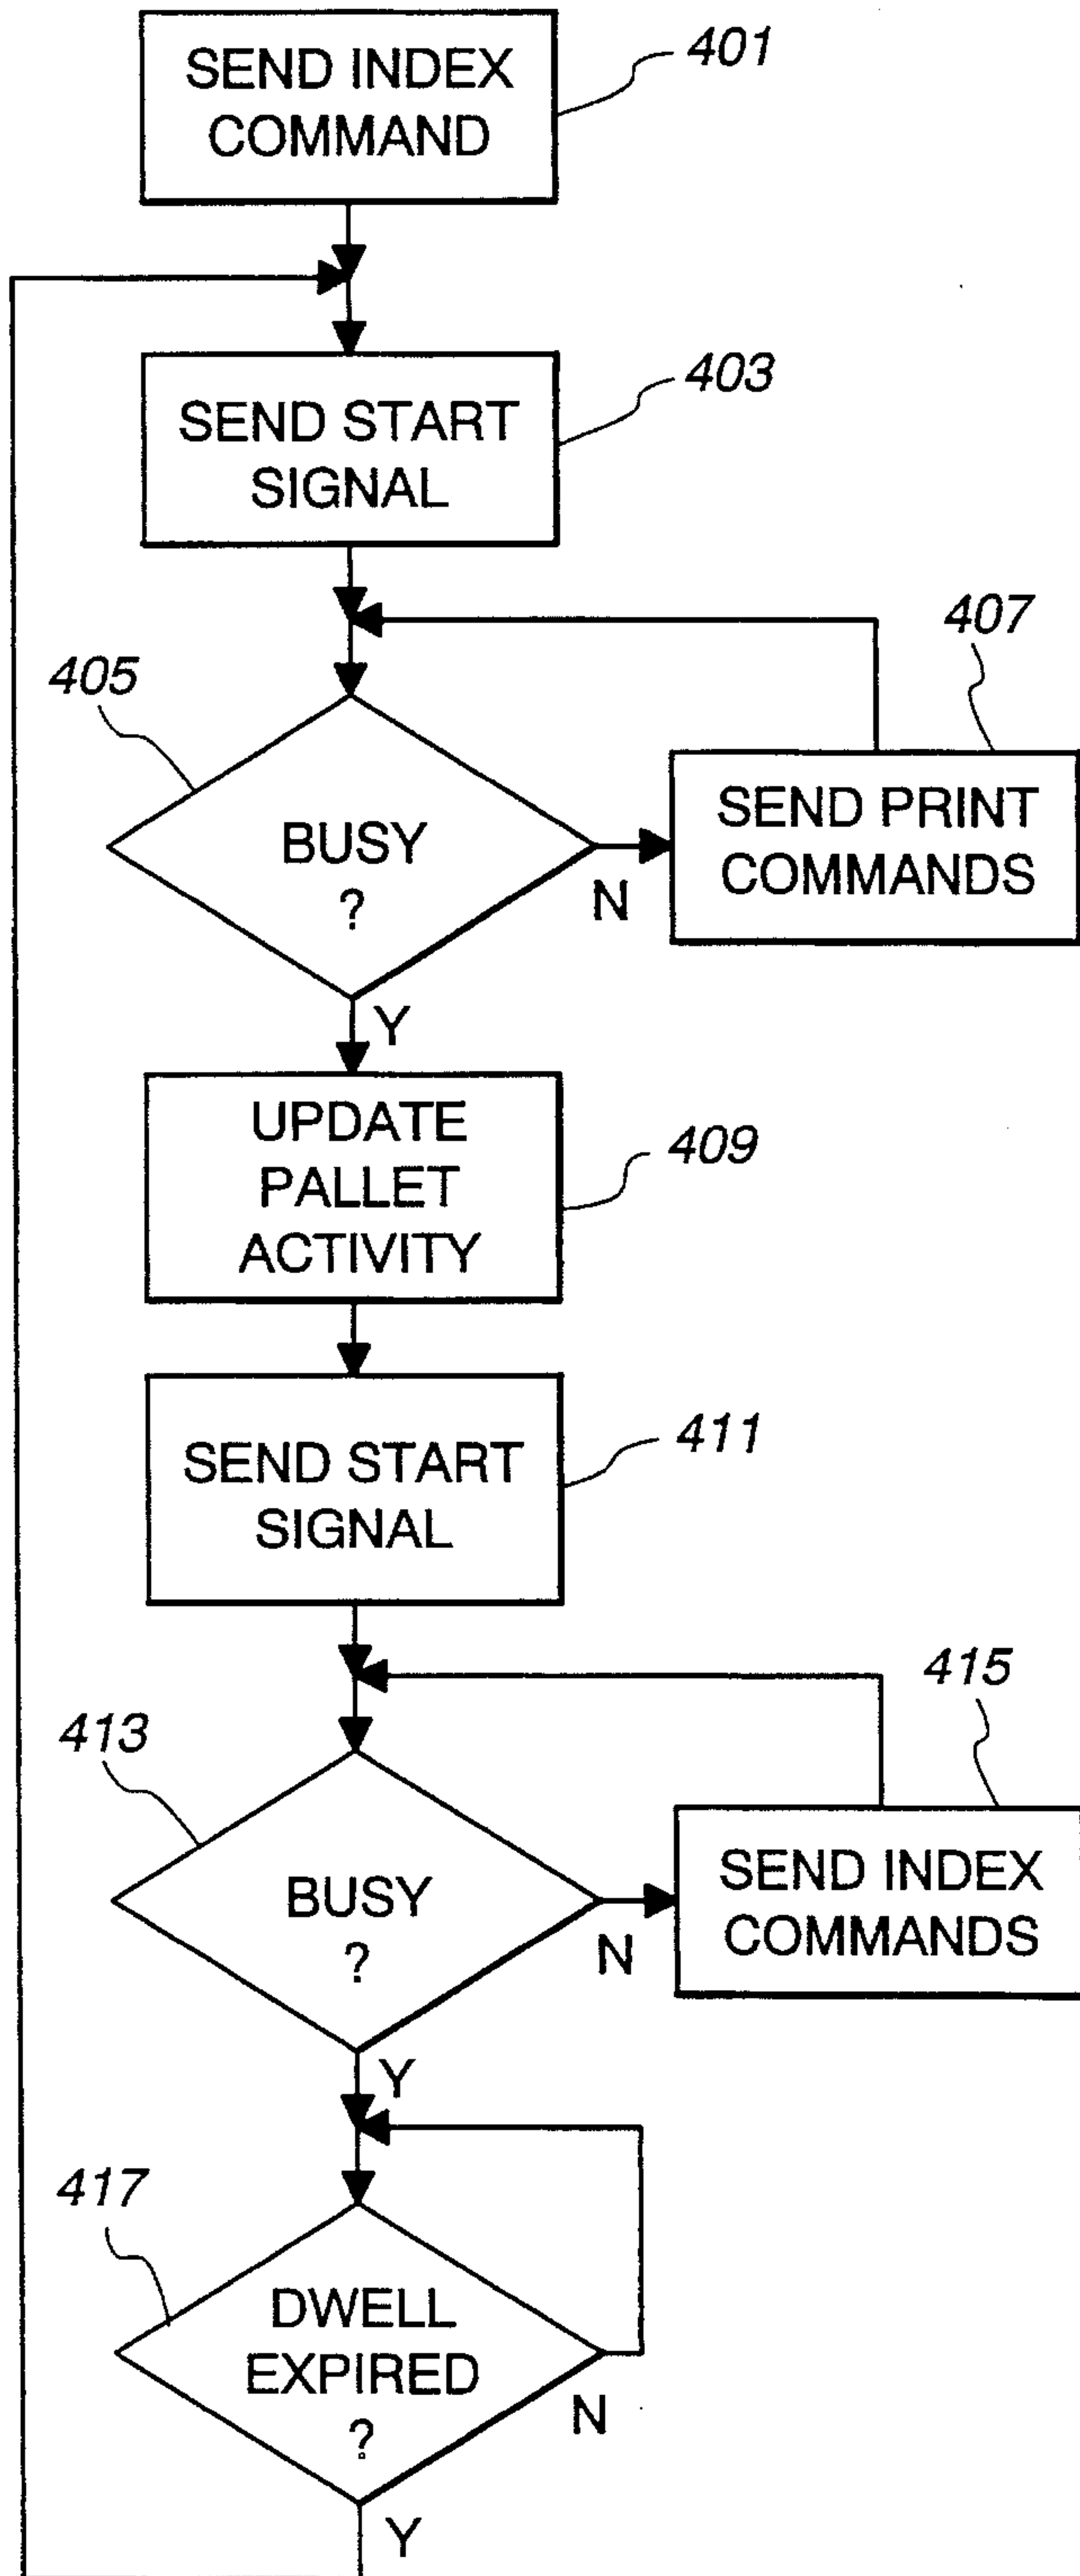 SEND INDEX
COMMAND
401
SEND START
SIGNAL
403
405
BUSY
?
N
Y
407
SEND PRINT
COMMANDS
UPDATE
PALLET
ACTIVITY
409
SEND START
SIGNAL
411
413
BUSY
?
N
Y
415
SEND INDEX
COMMANDS
417
DWELL
EXPIRED
?
N
Y